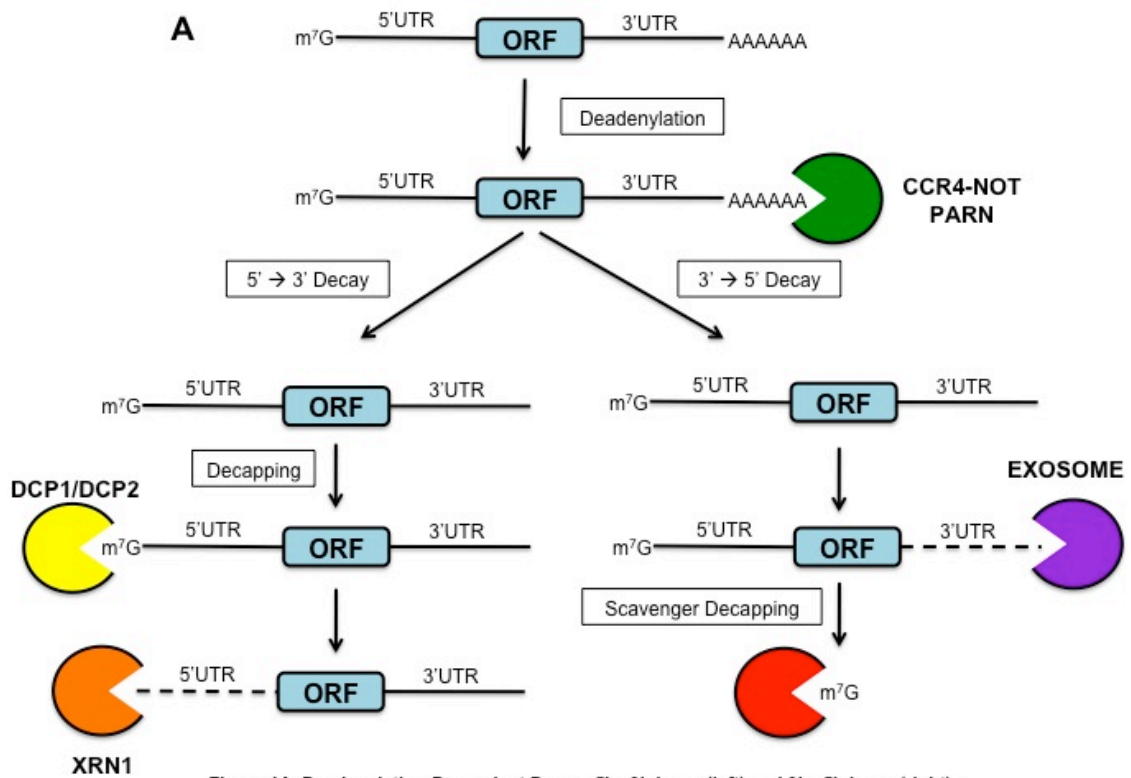 A
5'UTR
3'UTR
m⁷G
ORF
AAAAAA
Deadenylation
5'UTR
3'UTR
m⁷G
ORF
AAAAAA
CCR4-NOT
PARN
5' → 3' Decay
3' → 5' Decay
5'UTR
3'UTR
m⁷G
ORF
5'UTR
3'UTR
m⁷G
ORF
Decapping
DCP1/DCP2
5'UTR
3'UTR
m⁷G
ORF
EXOSOME
5'UTR
3'UTR
m⁷G
ORF
Scavenger Decapping
5'UTR
3'UTR
ORF
m⁷G
XRN1